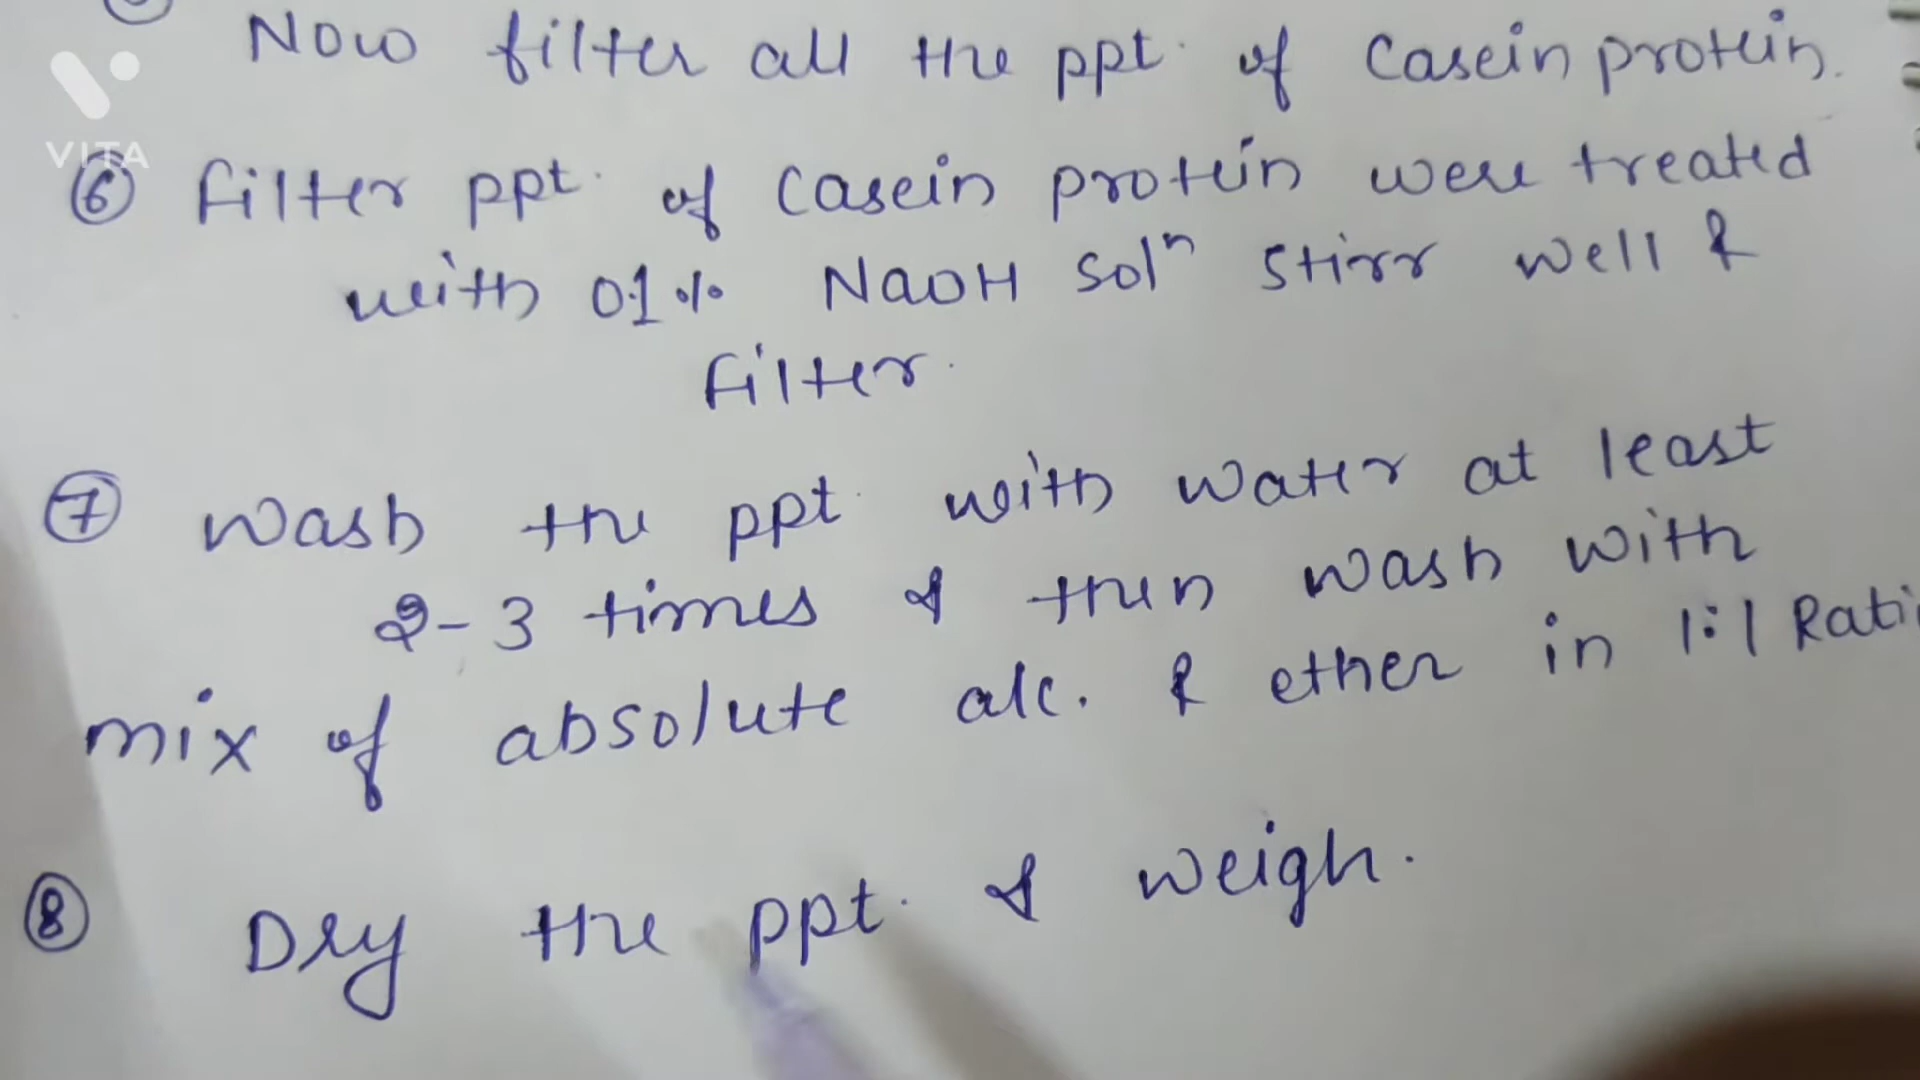 Now filter all the ppt. of Casein protein.
VITA
⑥ Filter ppt. of Casein protein were treated
with 0.1% NaOH solⁿ stirr well &
filter.
⑦ Wash the ppt. with water at least
2-3 times & then wash with
mix of absolute alc. & ether in 1:1 Rati
⑧ Dry the ppt. & weigh.